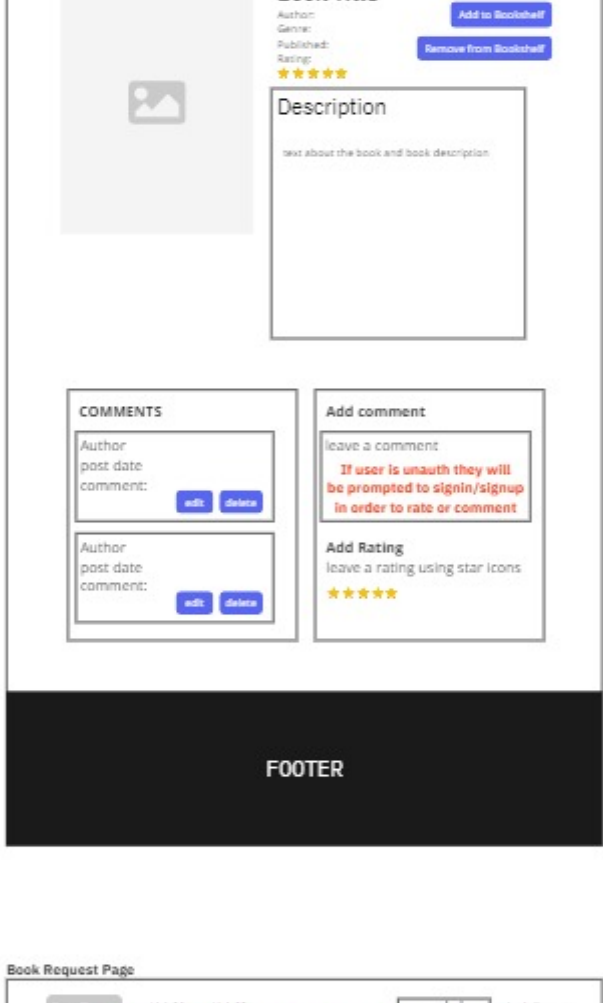 Author:
Add to Bookshelf
Genre:
Published:
Remove from Bookshelf
Rating:
Description
text about the book and book description
COMMENTS
Author
post date
comment:
edit delete
Author
post date
comment:
edit delete
Add comment
leave a comment
If user is unauth they will
be prompted to signin/signup
in order to rate or comment
Add Rating
leave a rating using star icons
FOOTER
Book Request Page